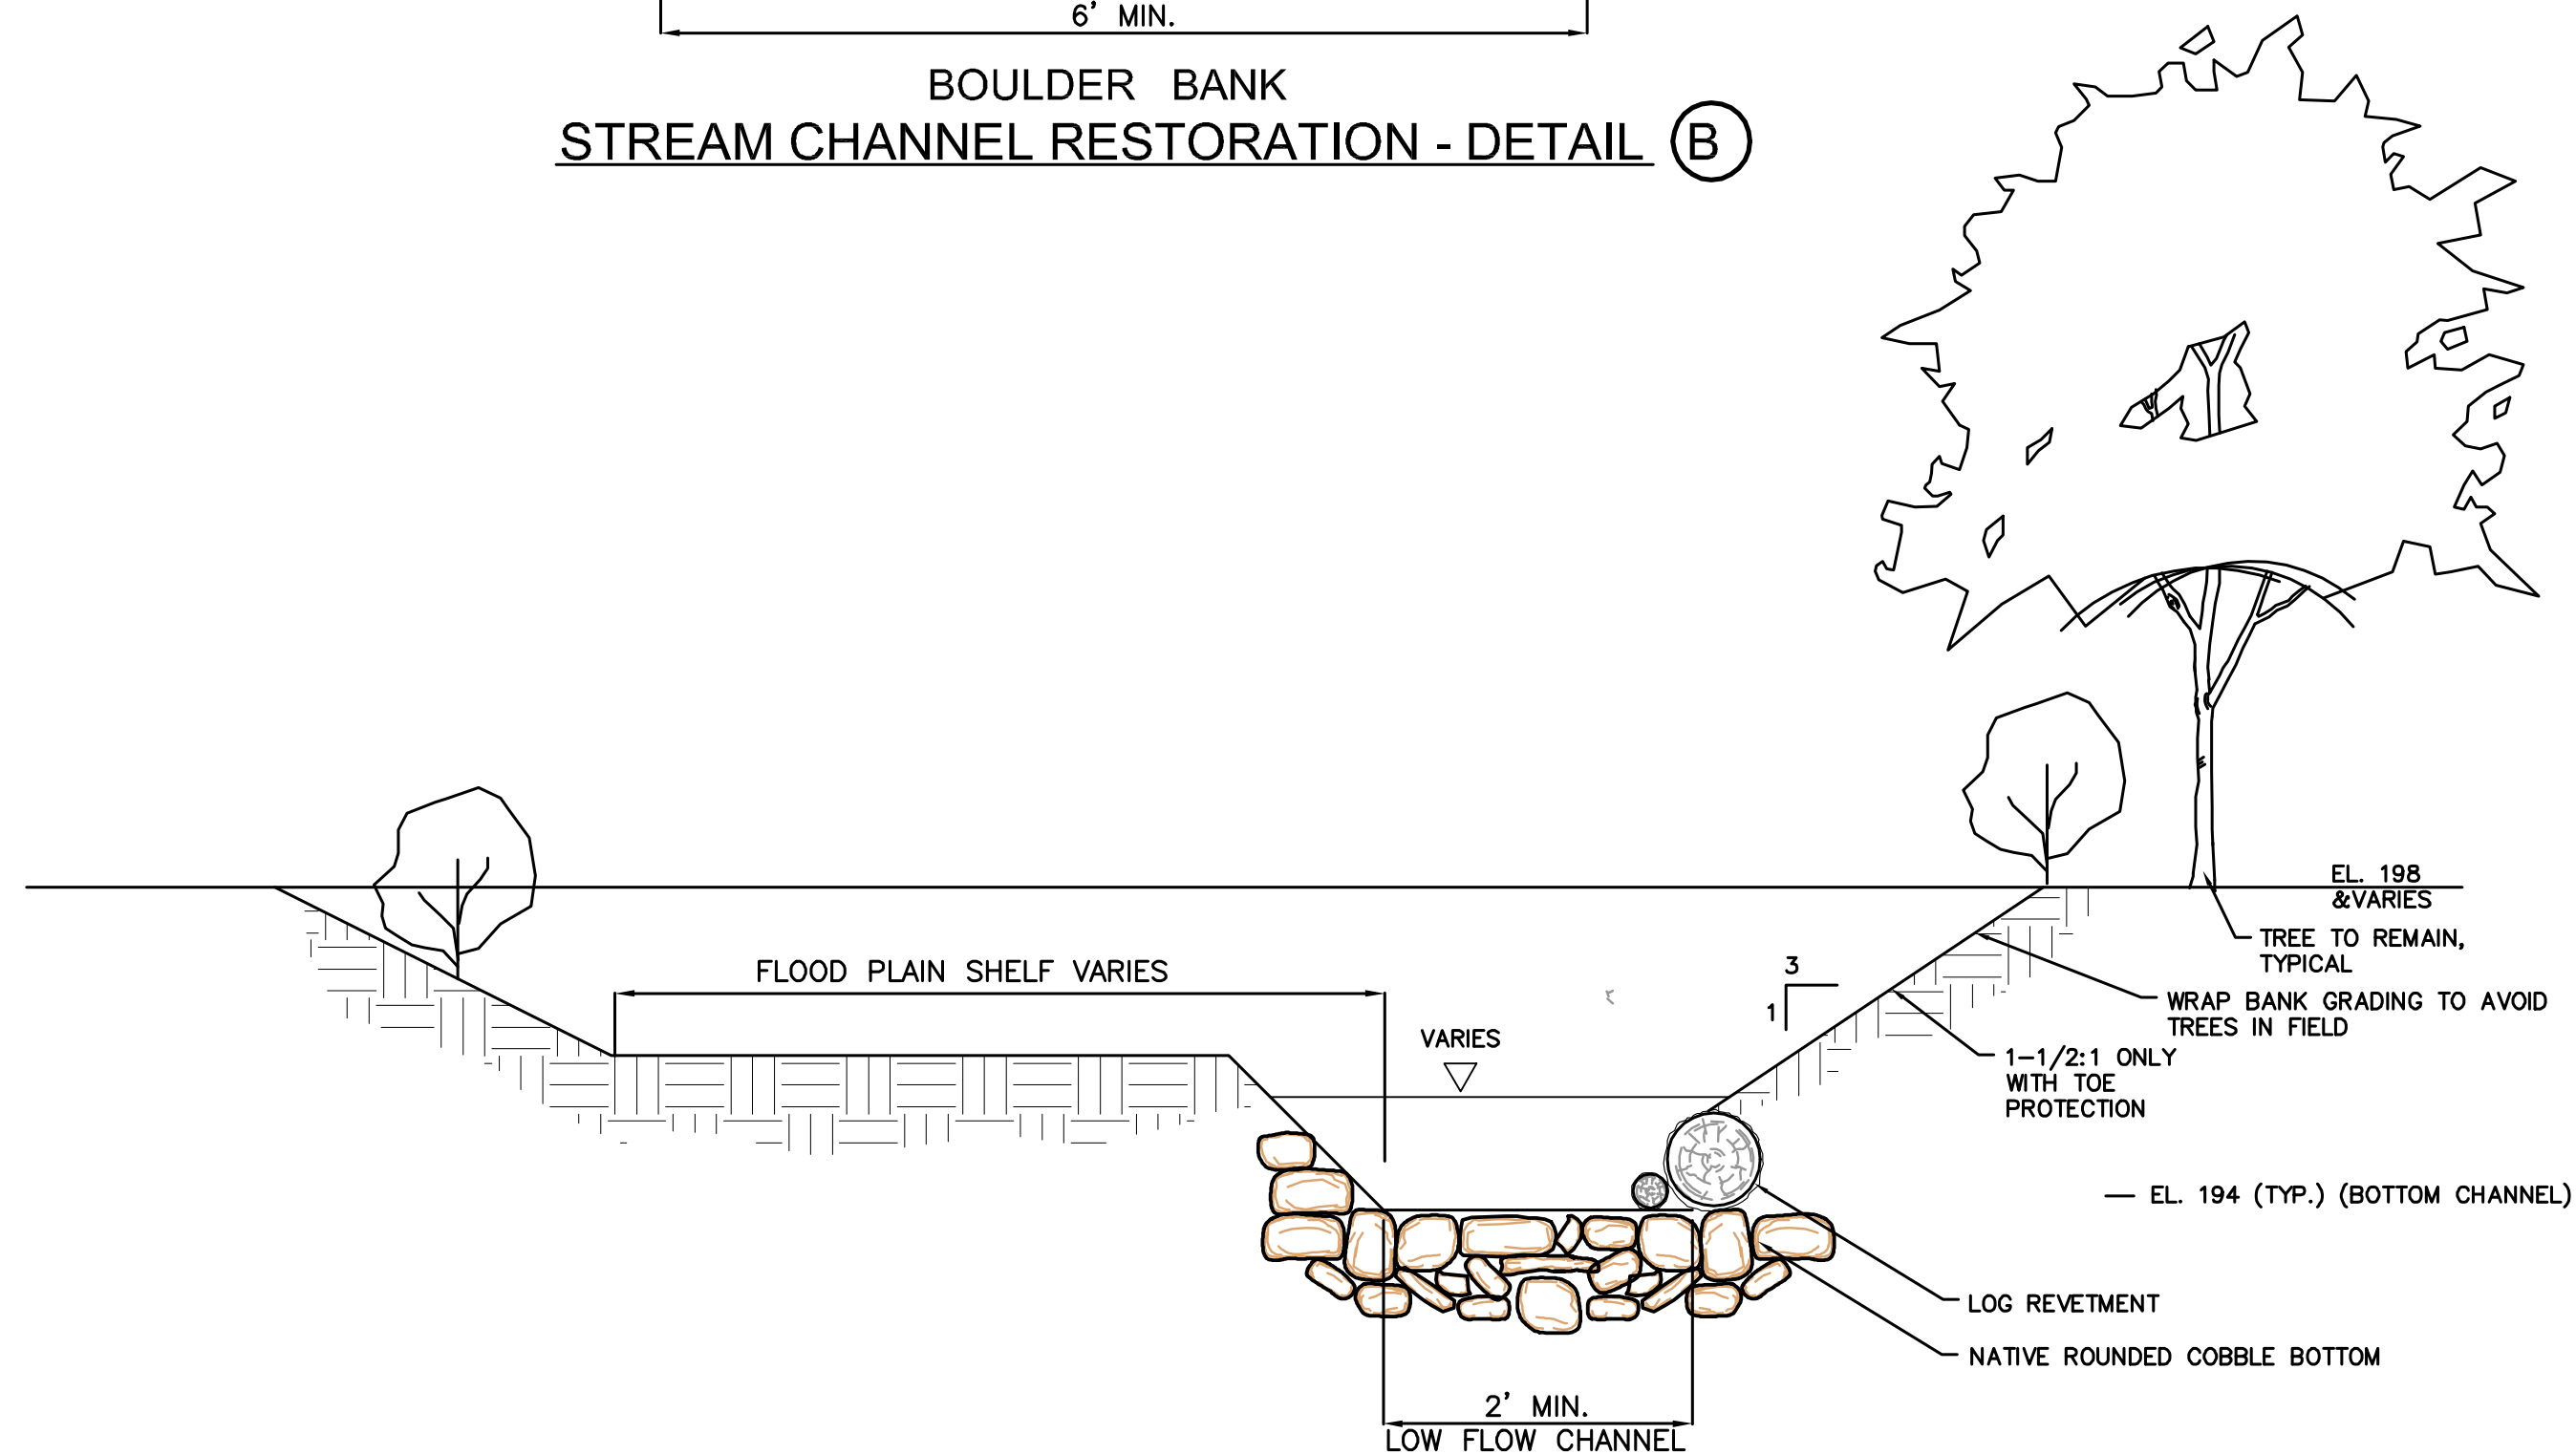 6' MIN.
BOULDER BANK
STREAM CHANNEL RESTORATION - DETAIL B
EL. 198
&VARIES
TREE TO REMAIN,
TYPICAL
FLOOD PLAIN SHELF VARIES
3
1
WRAP BANK GRADING TO AVOID
TREES IN FIELD
VARIES
1-1/2:1 ONLY
WITH TOE
PROTECTION
EL. 194 (TYP.) (BOTTOM CHANNEL)
LOG REVETMENT
NATIVE ROUNDED COBBLE BOTTOM
2' MIN.
LOW FLOW CHANNEL